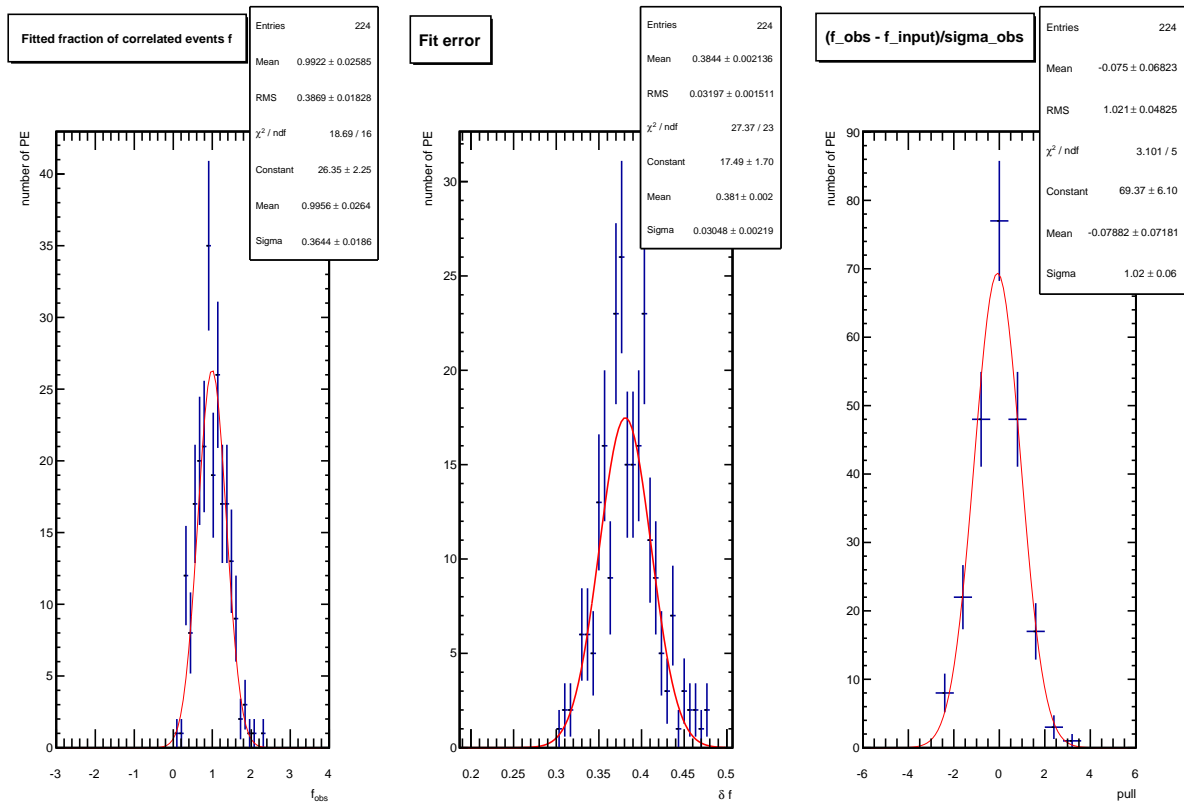 Fitted fraction of correlated events f
Entries 224
Mean 0.9922 ± 0.02585
RMS 0.3869 ± 0.01828
χ² / ndf 18.69 / 16
Constant 26.35 ± 2.25
Mean 0.9956 ± 0.0264
Sigma 0.3644 ± 0.0186
number of PE
40
35
30
25
20
15
10
5
0
-3 -2 -1 0 1 2 3 4
f_obs
Fit error
Entries 224
Mean 0.3844 ± 0.002136
RMS 0.03197 ± 0.001511
χ² / ndf 27.37 / 23
Constant 17.49 ± 1.70
Mean 0.381 ± 0.002
Sigma 0.03048 ± 0.00219
number of PE
30
25
20
15
10
5
0
0.2 0.25 0.3 0.35 0.4 0.45 0.5
δ f
(f_obs - f_input)/sigma_obs
Entries 224
Mean -0.075 ± 0.06823
RMS 1.021 ± 0.04825
χ² / ndf 3.101 / 5
Constant 69.37 ± 6.10
Mean -0.07882 ± 0.07181
Sigma 1.02 ± 0.06
number of PE
90
80
70
60
50
40
30
20
10
0
-6 -4 -2 0 2 4 6
pull